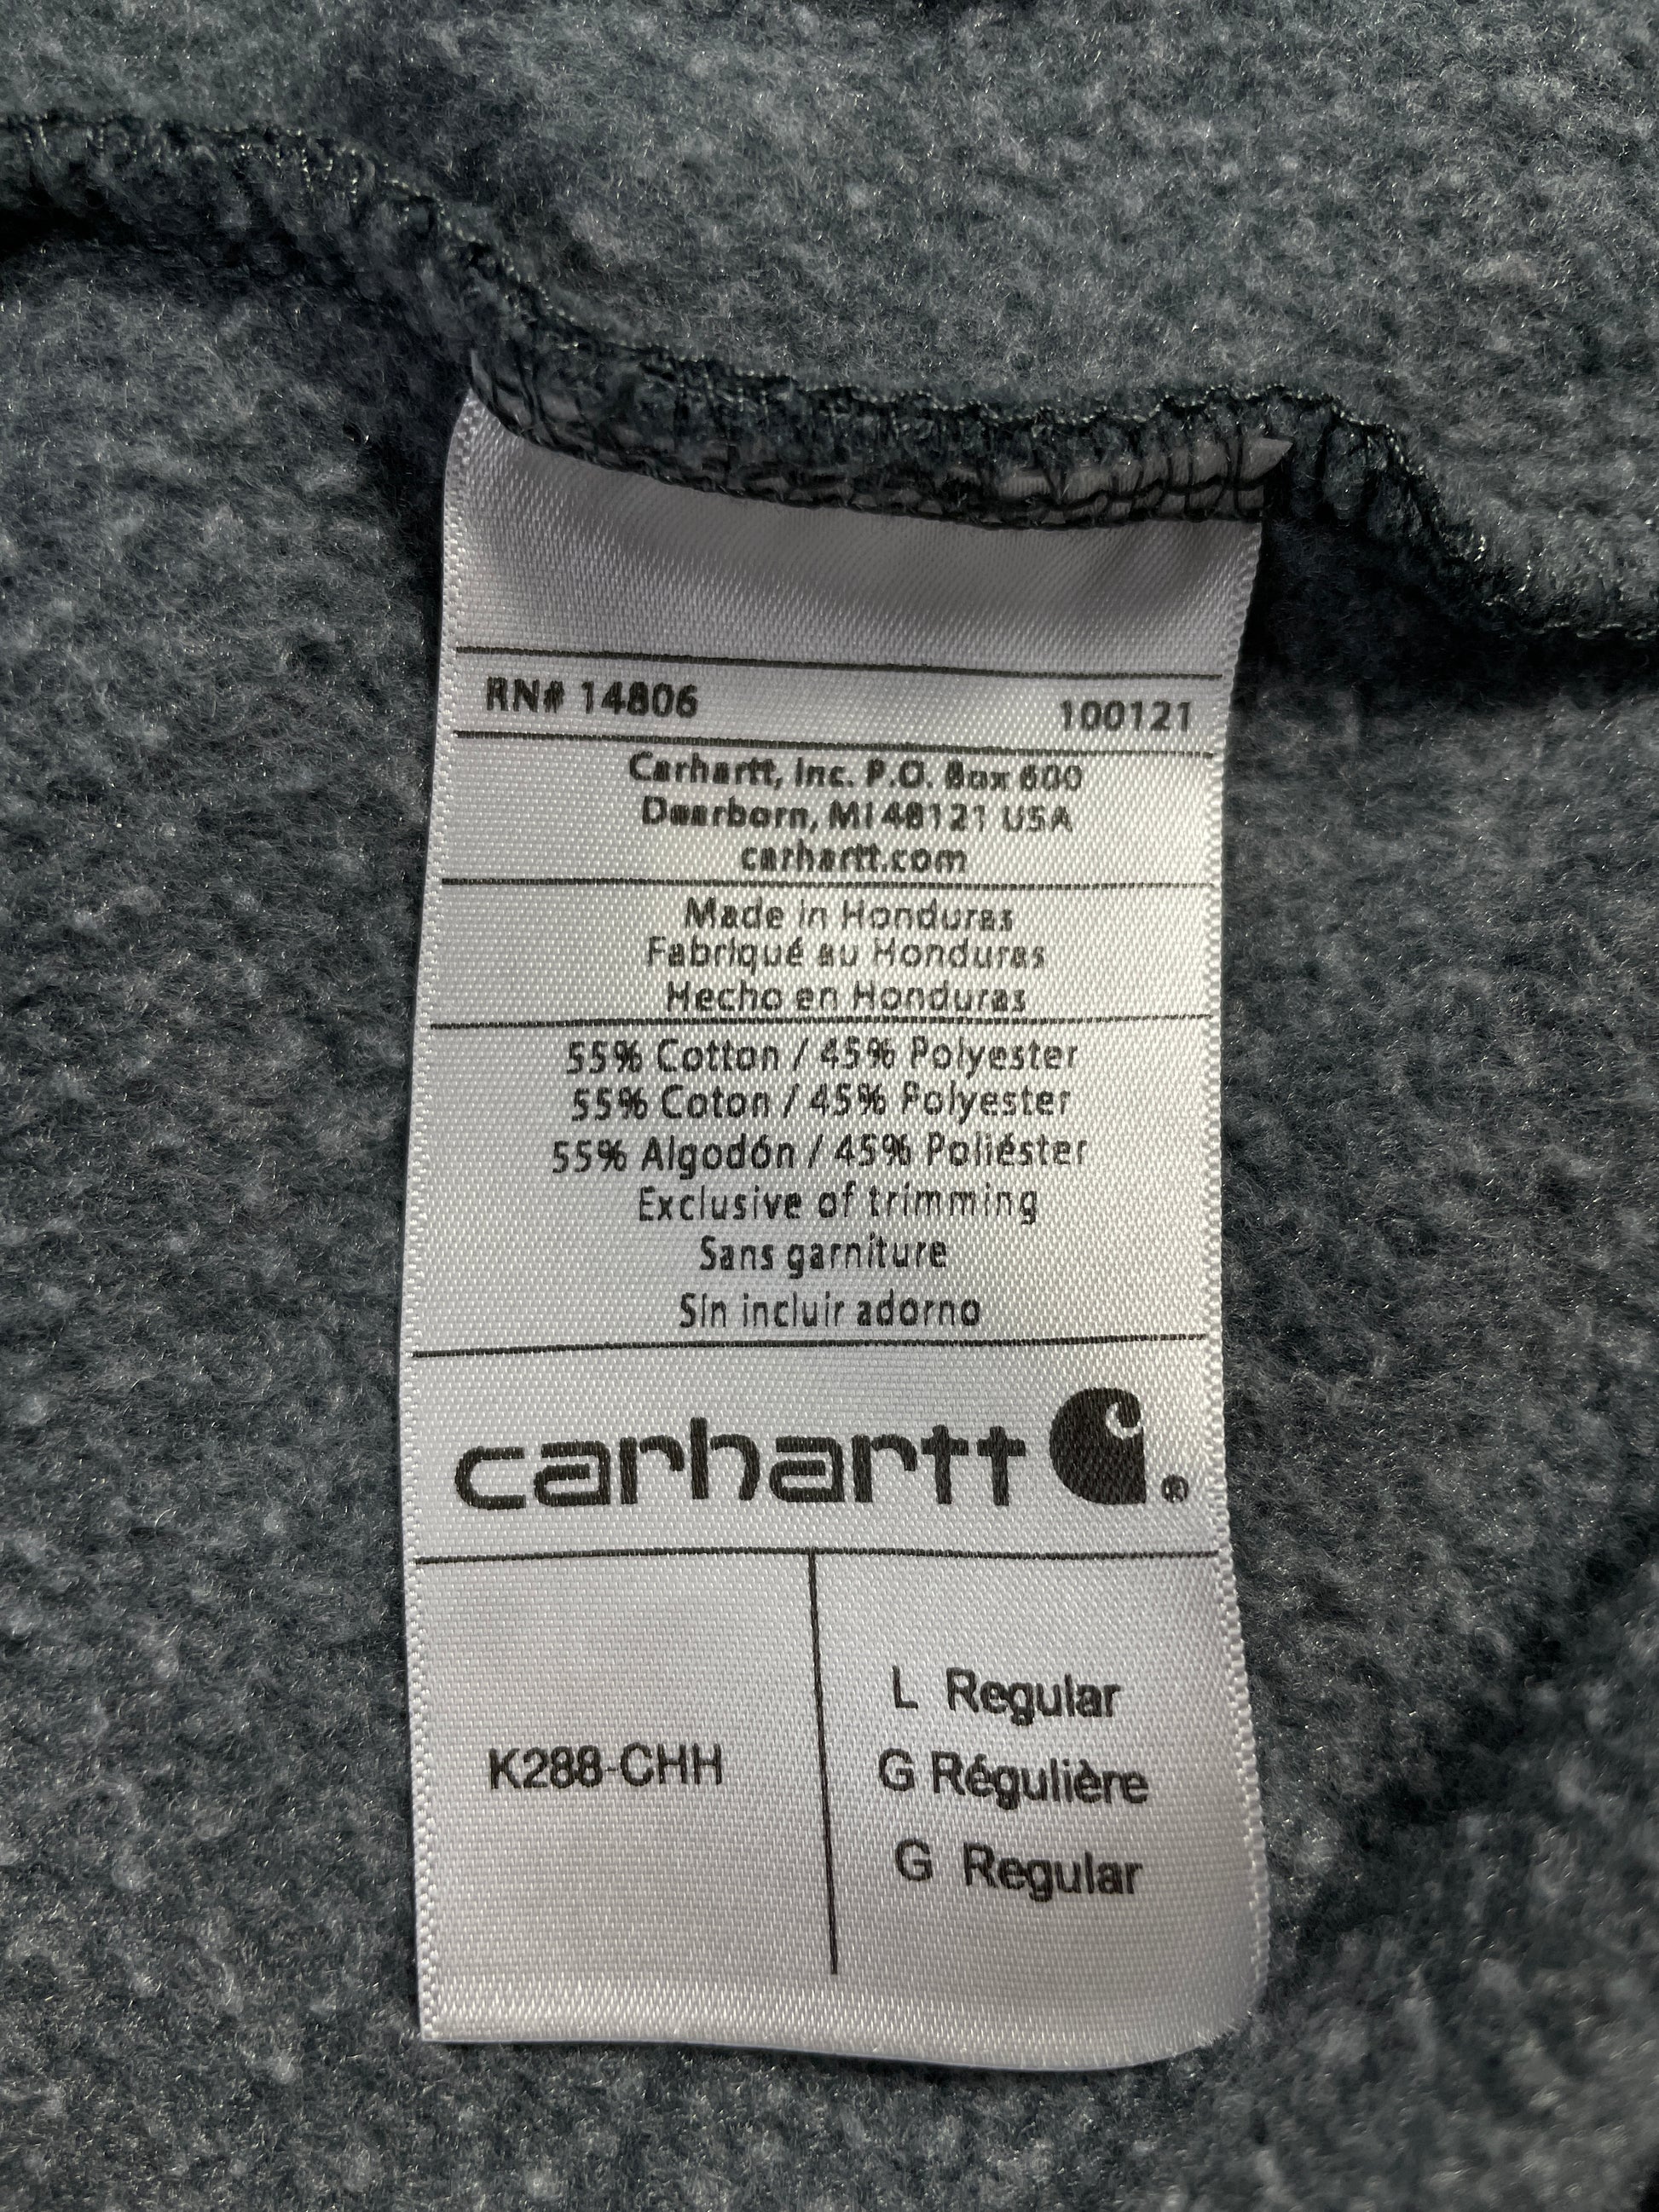 RN# 14806 100121
Carhartt, Inc. P.O. Box 600
Dearborn, MI 48121 USA
carhartt.com
Made in Honduras
Fabriqué au Honduras
Hecho en Honduras
55% Cotton / 45% Polyester
55% Coton / 45% Polyester
55% Algodón / 45% Poliéster
Exclusive of trimming
Sans garniture
Sin incluir adorno
carhartt ®
L Regular
K288-CHH G Régulière
G Regular